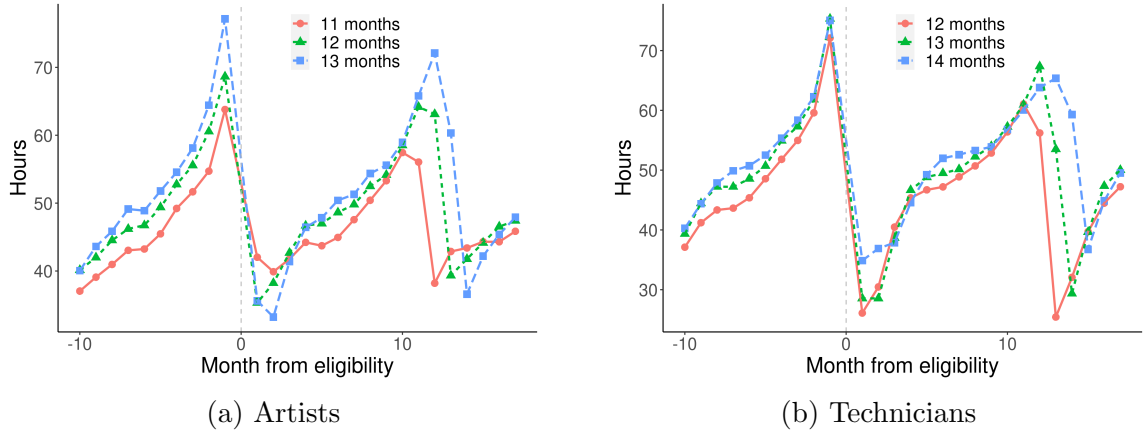 11 months
12 months
13 months
70
60
50
40
Hours
-10
0
10
Month from eligibility
(a) Artists
12 months
13 months
14 months
70
60
50
40
30
Hours
-10
0
10
Month from eligibility
(b) Technicians